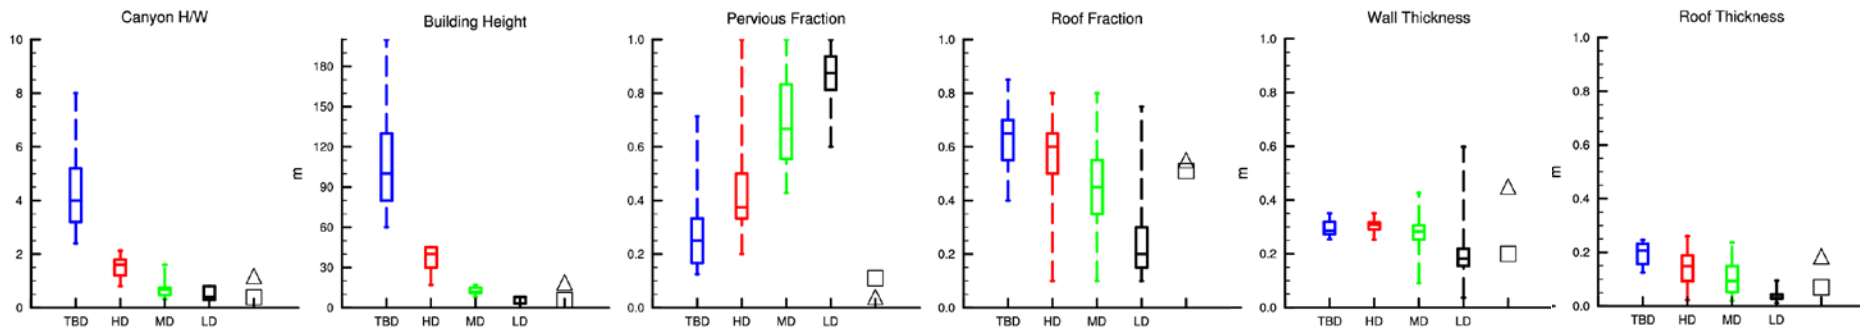 Canyon H/W
10
8
6
4
2
0
TBD HD MD LD
Building Height
m
180
150
120
90
60
30
0
TBD HD MD LD
Pervious Fraction
1.0
0.8
0.6
0.4
0.2
0.0
TBD HD MD LD
Roof Fraction
1.0
0.8
0.6
0.4
0.2
0.0
TBD HD MD LD
Wall Thickness
m
1.0
0.8
0.6
0.4
0.2
0.0
TBD HD MD LD
Roof Thickness
m
1.0
0.8
0.6
0.4
0.2
0.0
TBD HD MD LD